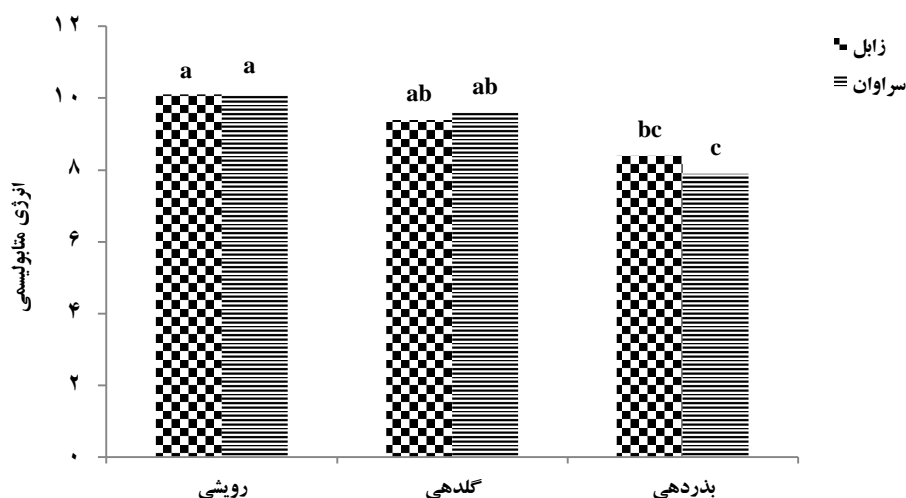 انرژی متابولیسمی
۱۲
۱۰
۸
۶
۴
۲
۰
a a
ab ab
bc c
رویشی گلدهی بذردهی
زابل
سراوان